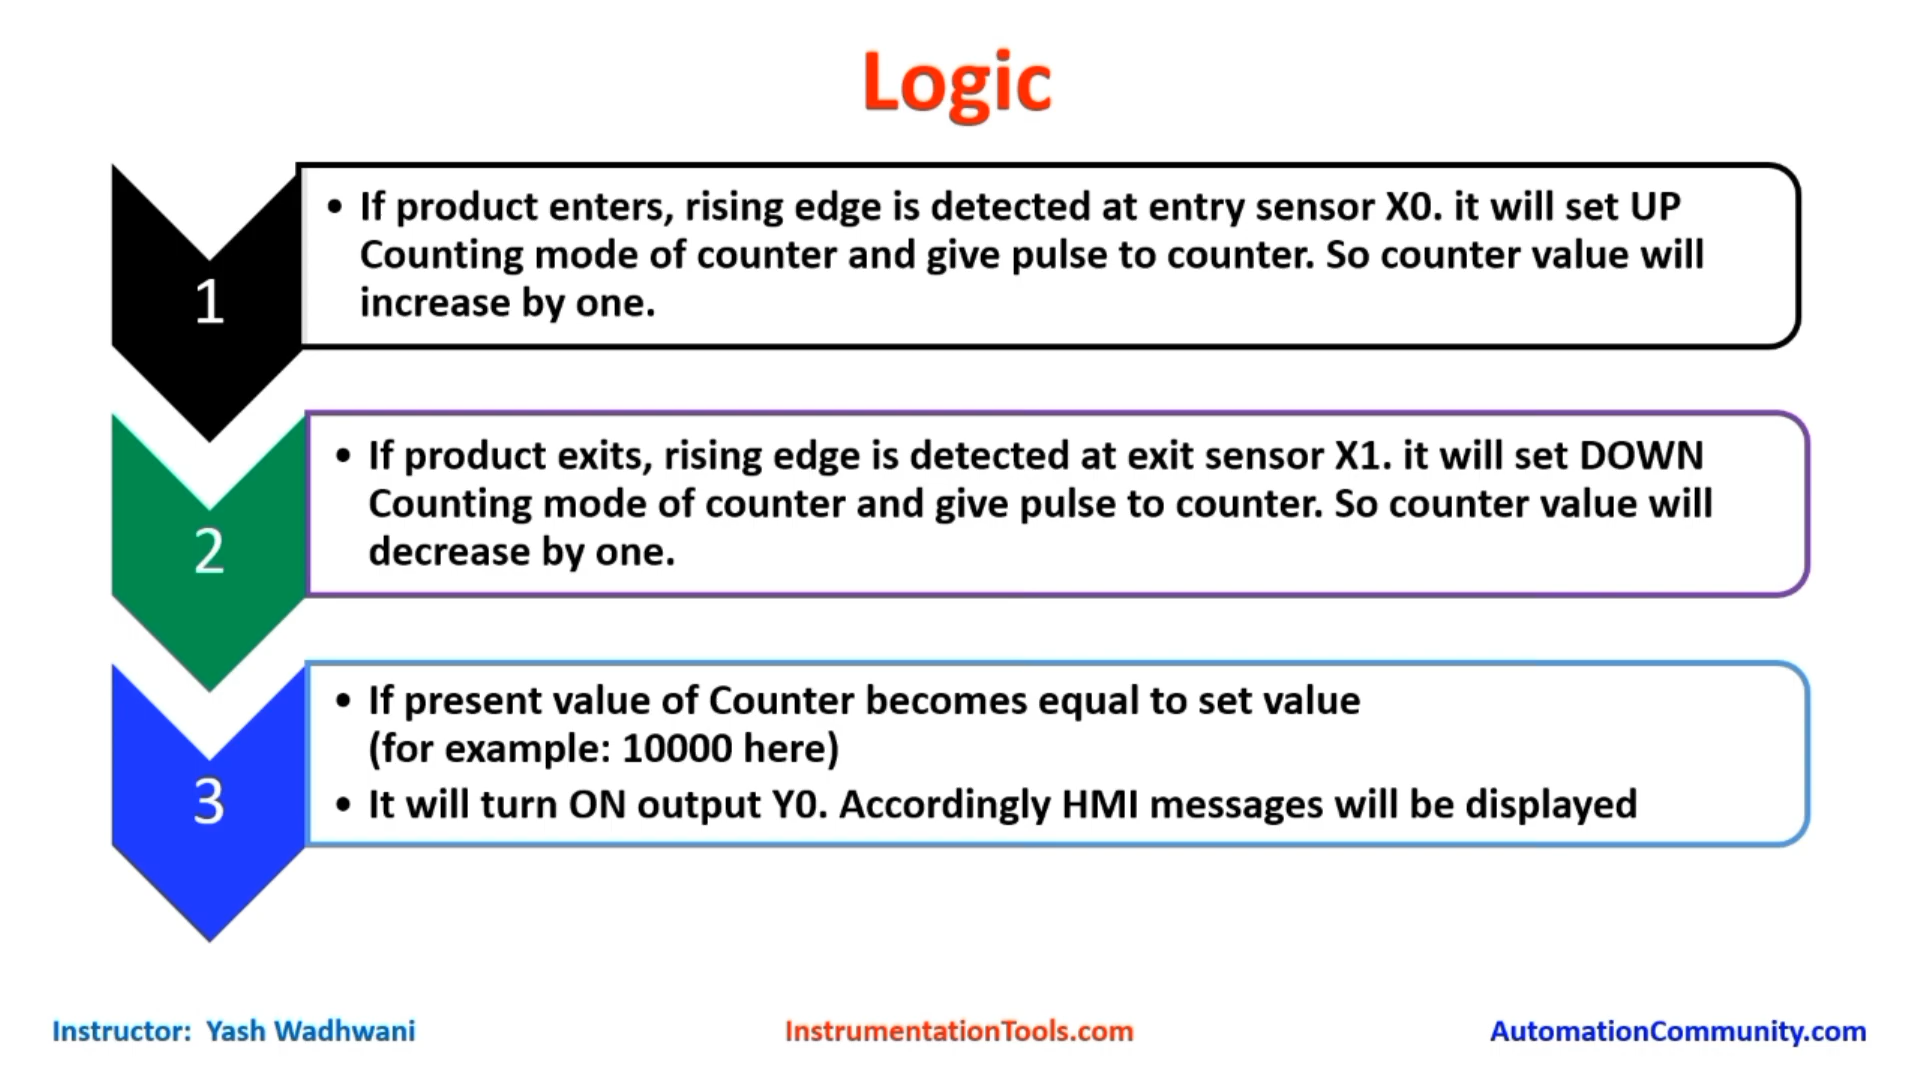 Logic
1
• If product enters, rising edge is detected at entry sensor X0. it will set UP
Counting mode of counter and give pulse to counter. So counter value will
increase by one.
2
• If product exits, rising edge is detected at exit sensor X1. it will set DOWN
Counting mode of counter and give pulse to counter. So counter value will
decrease by one.
3
• If present value of Counter becomes equal to set value
(for example: 10000 here)
• It will turn ON output Y0. Accordingly HMI messages will be displayed
Instructor: Yash Wadhwani
InstrumentationTools.com
AutomationCommunity.com